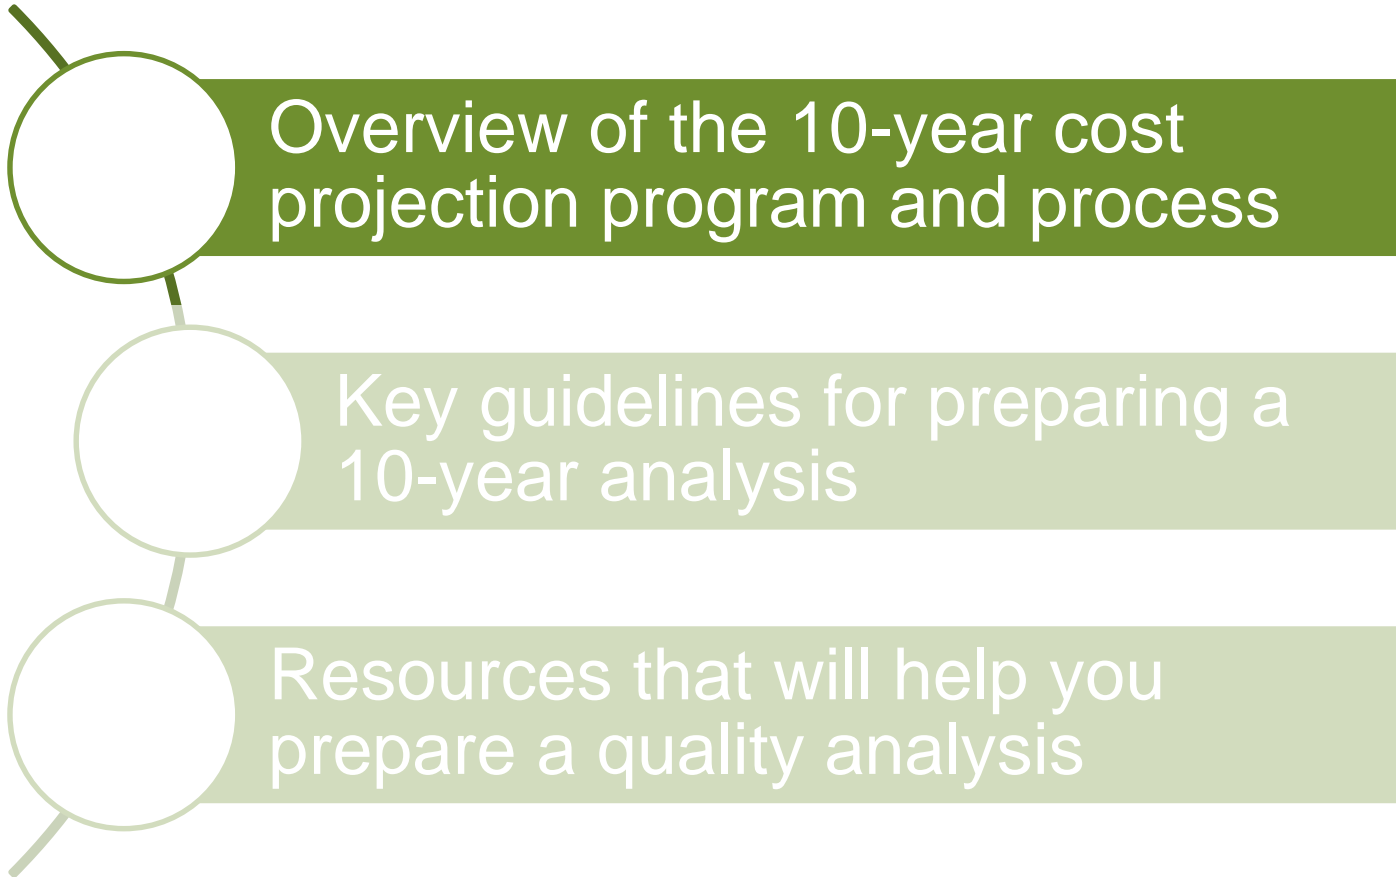 Overview of the 10-year cost
projection program and process
Key guidelines for preparing a
10-year analysis
Resources that will help you
prepare a quality analysis